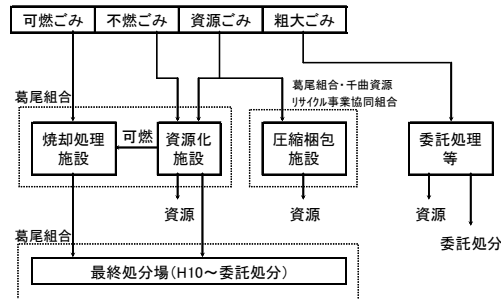 可燃ごみ 不燃ごみ 資源ごみ 粗大ごみ
葛尾組合・千曲資源
リサイクル事業協同組合
葛尾組合
焼却処理
施設
可燃
資源化
施設
圧縮梱包
施設
委託処理
等
資源
資源
資源
委託処分
葛尾組合
最終処分場(H10～委託処分)